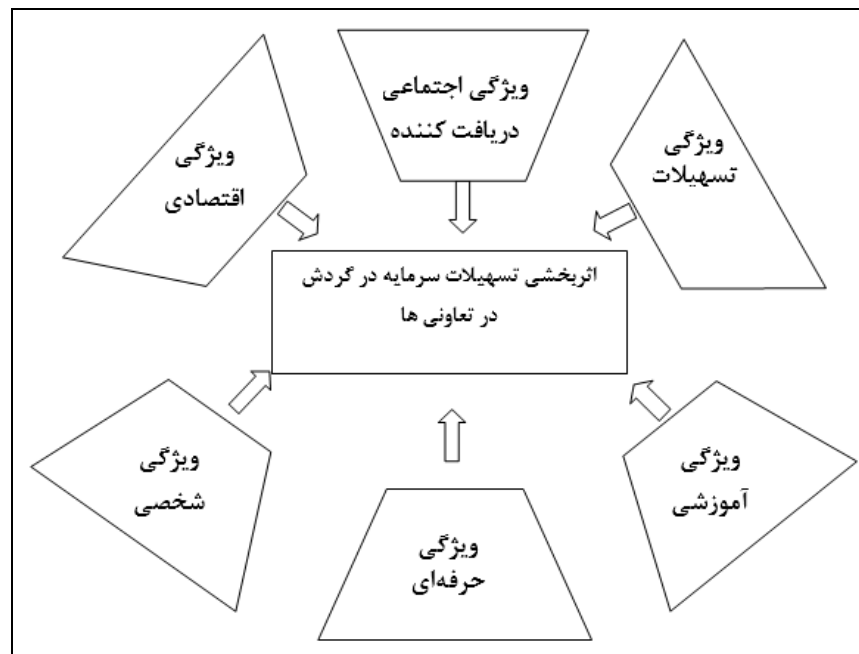 ویژگی اجتماعی
دریافت کننده
ویژگی
تسهیلات
ویژگی
اقتصادی
اثربخشی تسهیلات سرمایه در گردش
در تعاونی ها
ویژگی
آموزشی
ویژگی
شخصی
ویژگی
حرفه‌ای